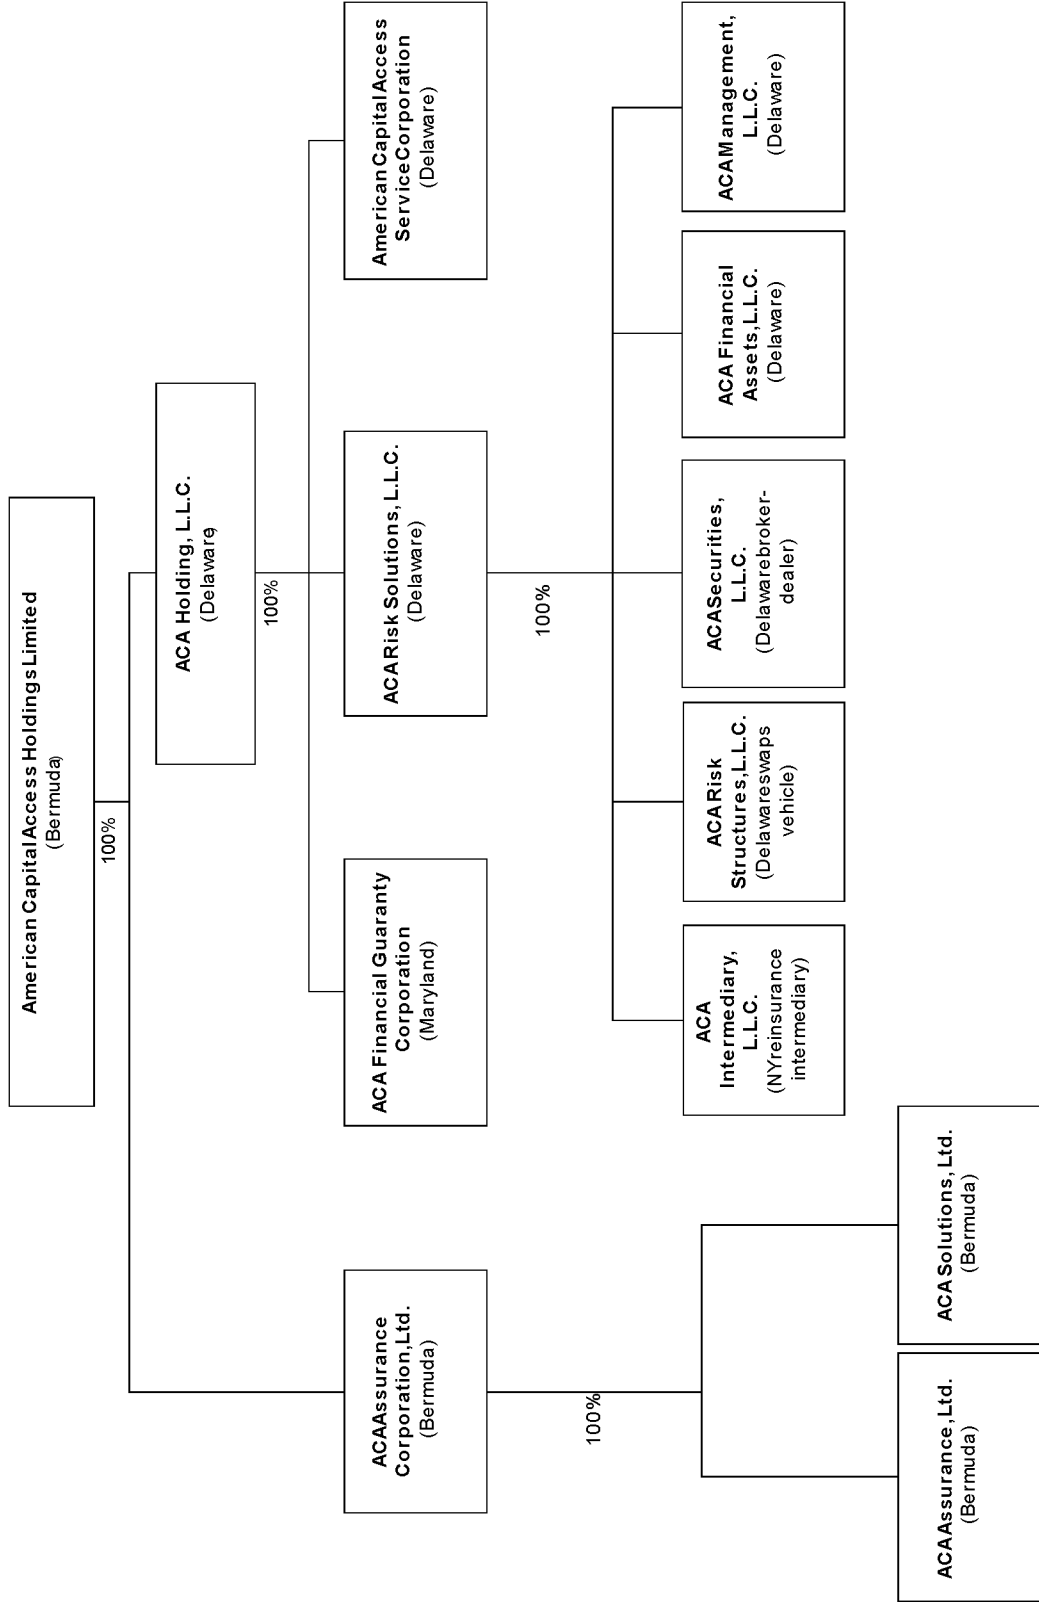 American Capital Access Holdings Limited
(Bermuda)
100%
ACA Holding, L.L.C.
(Delaware)
100%
ACA Assurance
Corporation, Ltd.
(Bermuda)
ACA Financial Guaranty
Corporation
(Maryland)
ACA Risk Solutions, L.L.C.
(Delaware)
American Capital Access
Service Corporation
(Delaware)
100%
100%
ACA
Intermediary,
L.L.C.
(NY reinsurance
intermediary)
ACA Risk
Structures, L.L.C.
(Delaware swaps
vehicle)
ACA Securities,
L.L.C.
(Delaware broker-
dealer)
ACA Financial
Assets, L.L.C.
(Delaware)
ACA Management,
L.L.C.
(Delaware)
ACA Assurance, Ltd.
(Bermuda)
ACA Solutions, Ltd.
(Bermuda)